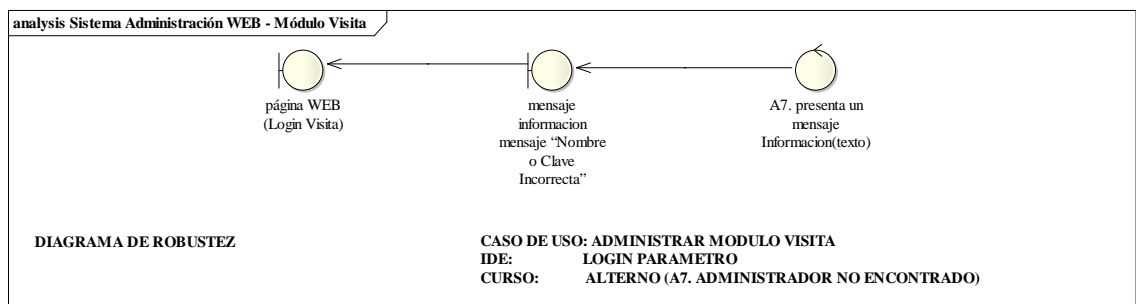 analysis Sistema Administración WEB - Módulo Visita
página WEB
(Login Visita)
mensaje
informacion
mensaje “Nombre
o Clave
Incorrecta”
A7. presenta un
mensaje
Informacion(texto)
DIAGRAMA DE ROBUSTEZ
CASO DE USO: ADMINISTRAR MODULO VISITA
IDE: LOGIN PARAMETRO
CURSO: ALTERNO (A7. ADMINISTRADOR NO ENCONTRADO)